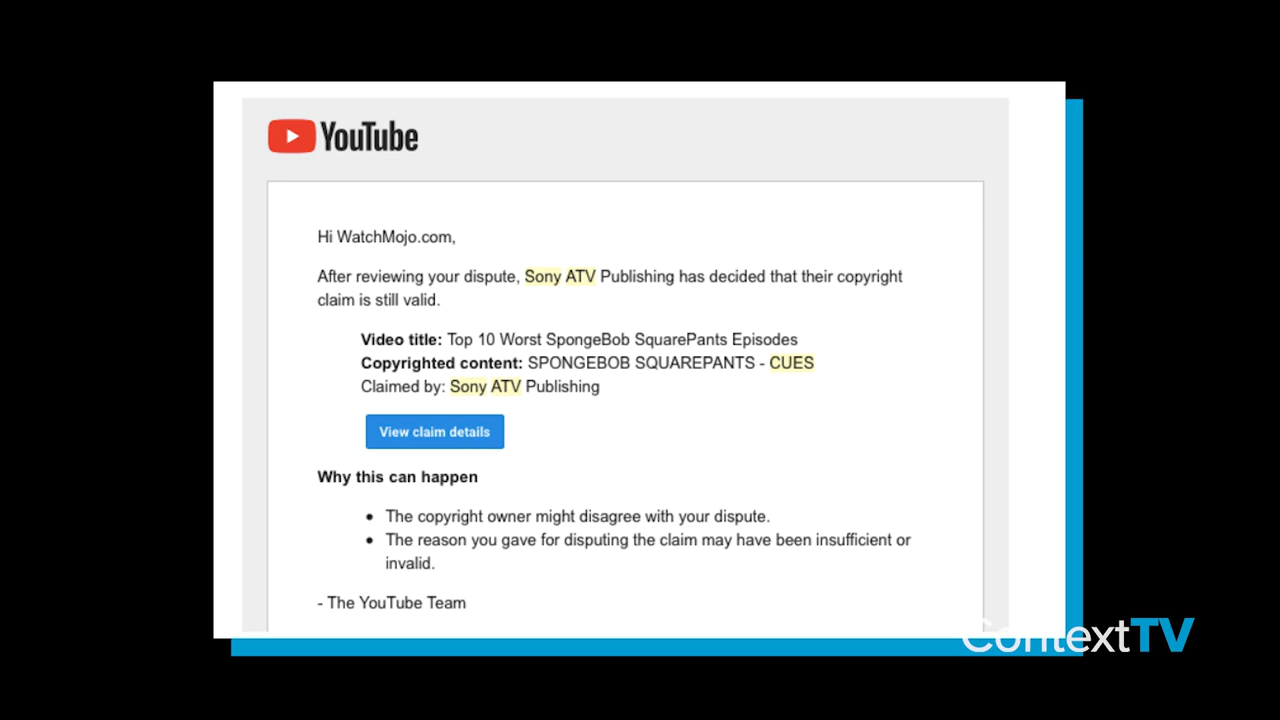 YouTube
Hi WatchMojo.com,
After reviewing your dispute, Sony ATV Publishing has decided that their copyright
claim is still valid.
Video title: Top 10 Worst SpongeBob SquarePants Episodes
Copyrighted content: SPONGEBOB SQUAREPANTS - CUES
Claimed by: Sony ATV Publishing
View claim details
Why this can happen
• The copyright owner might disagree with your dispute.
• The reason you gave for disputing the claim may have been insufficient or
invalid.
- The YouTube Team
ContextTV